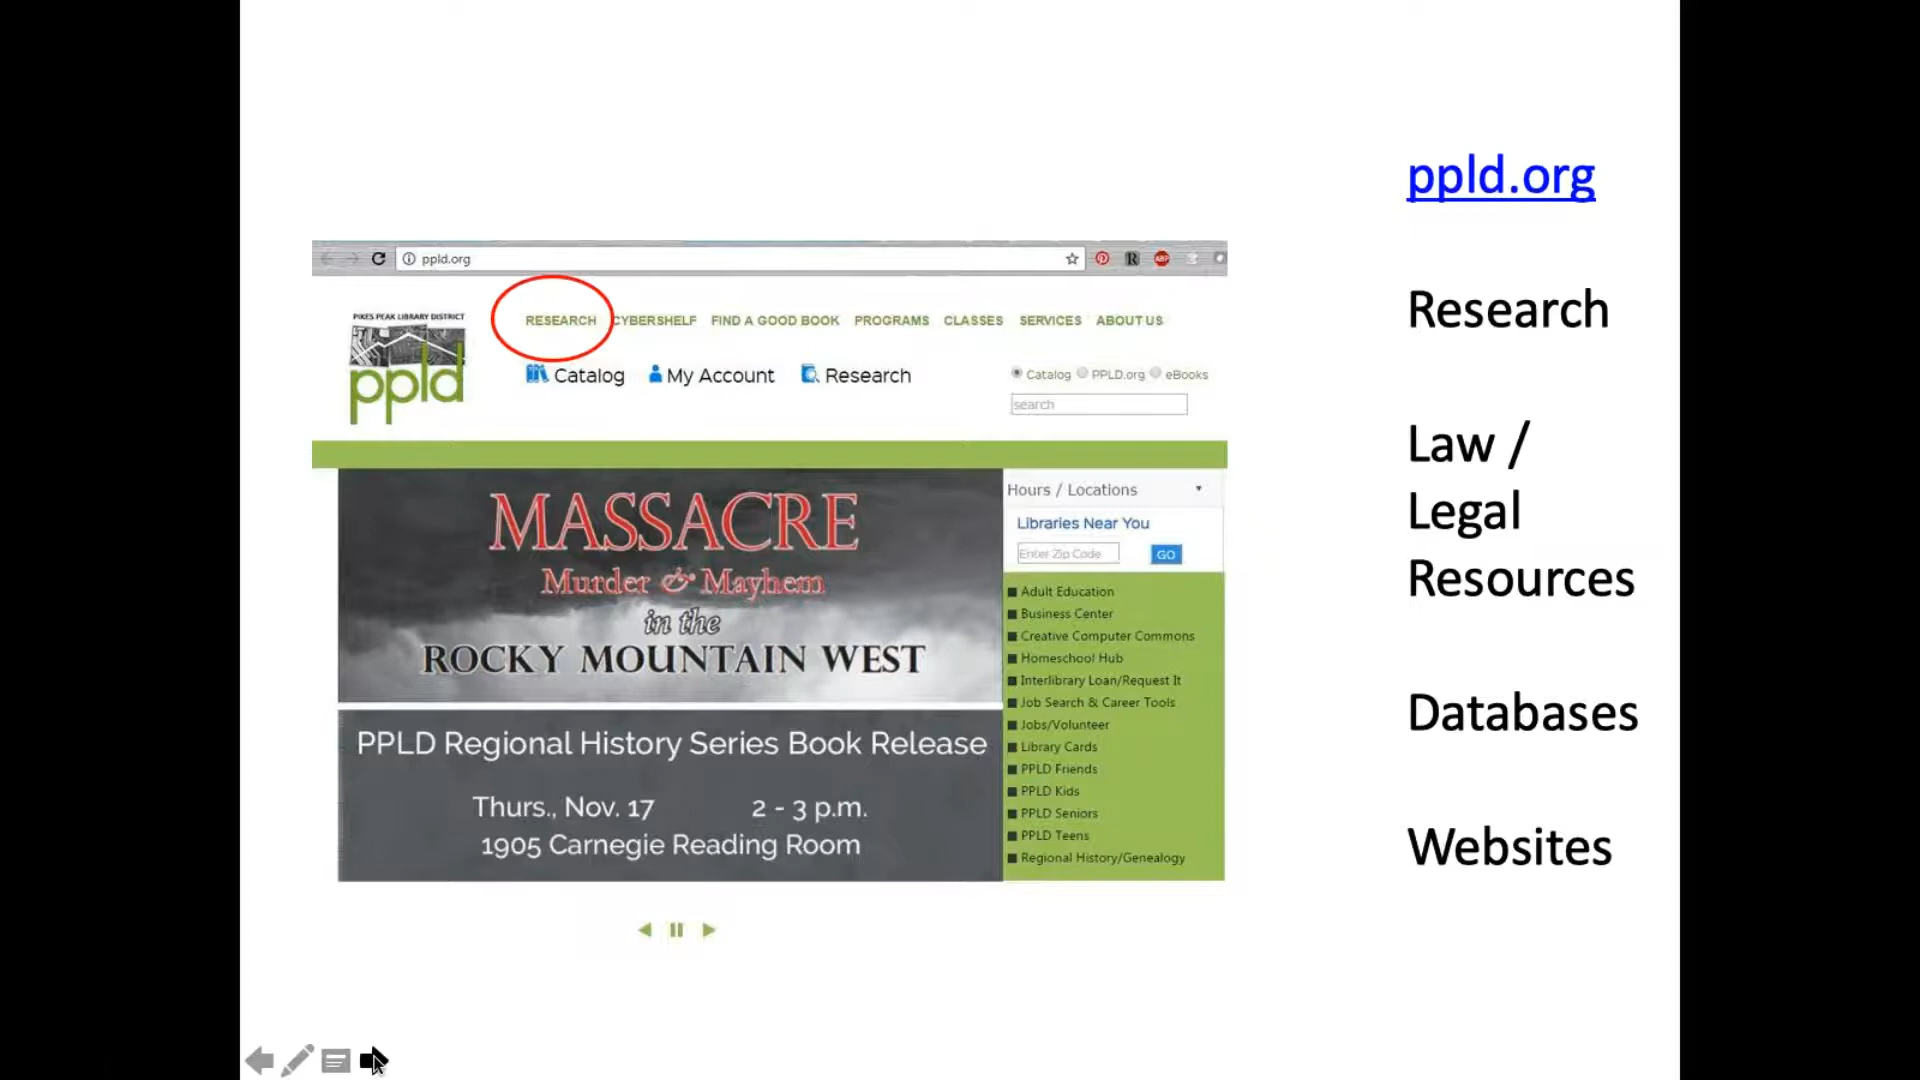 ppld.org
Research
Law /
Legal
Resources
Databases
Websites
ppld.org
PIKES PEAK LIBRARY DISTRICT
ppld
RESEARCH CYBERSHELF FIND A GOOD BOOK PROGRAMS CLASSES SERVICES ABOUT US
Catalog My Account Research
Catalog PPLD.org eBooks
search
MASSACRE
Murder & Mayhem
in the
ROCKY MOUNTAIN WEST
PPLD Regional History Series Book Release
Thurs., Nov. 17 2 - 3 p.m.
1905 Carnegie Reading Room
Hours / Locations
Libraries Near You
Enter Zip Code GO
Adult Education
Business Center
Creative Computer Commons
Homeschool Hub
Interlibrary Loan/Request It
Job Search & Career Tools
Jobs/Volunteer
Library Cards
PPLD Friends
PPLD Kids
PPLD Seniors
PPLD Teens
Regional History/Genealogy